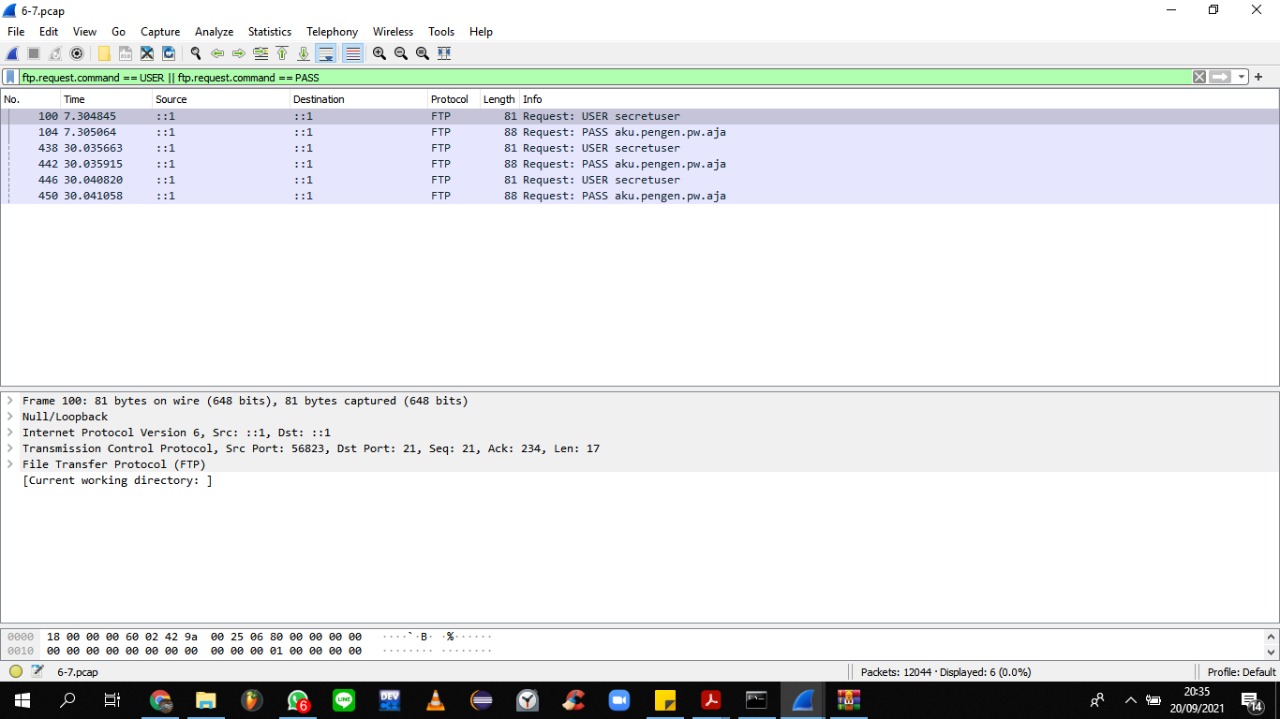 6-7.pcap
File Edit View Go Capture Analyze Statistics Telephony Wireless Tools Help
ftp.request.command == USER || ftp.request.command == PASS
No. Time Source Destination Protocol Length Info
100 7.304845 ::1 ::1 FTP 81 Request: USER secretuser
104 7.305064 ::1 ::1 FTP 88 Request: PASS aku.pengen.pw.aja
438 30.035663 ::1 ::1 FTP 81 Request: USER secretuser
442 30.035915 ::1 ::1 FTP 88 Request: PASS aku.pengen.pw.aja
446 30.040820 ::1 ::1 FTP 81 Request: USER secretuser
450 30.041058 ::1 ::1 FTP 88 Request: PASS aku.pengen.pw.aja
Frame 100: 81 bytes on wire (648 bits), 81 bytes captured (648 bits)
Null/Loopback
Internet Protocol Version 6, Src: ::1, Dst: ::1
Transmission Control Protocol, Src Port: 56823, Dst Port: 21, Seq: 21, Ack: 234, Len: 17
File Transfer Protocol (FTP)
[Current working directory: ]
0000 18 00 00 00 60 02 42 9a 00 25 06 80 00 00 00 00 ····`·B· ·%······
0010 00 00 00 00 00 00 00 00 00 00 00 01 00 00 00 00 ········ ········
6-7.pcap Packets: 12044 · Displayed: 6 (0.0%) Profile: Default
6 LINE DEV 20:35
20/09/2021 14